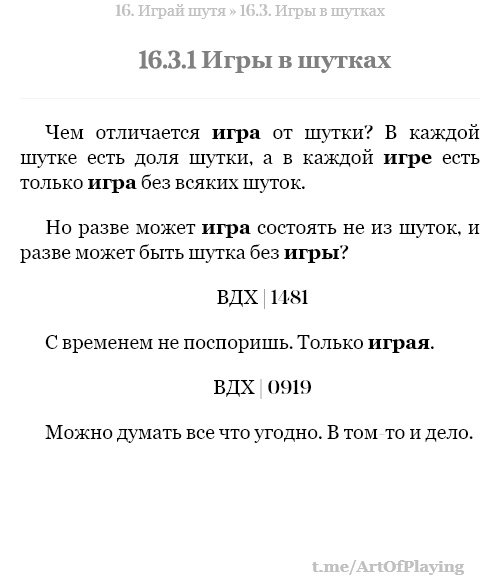 16. Играй шутя » 16.3. Игры в шутках
16.3.1 Игры в шутках
Чем отличается игра от шутки? В каждой
шутке есть доля шутки, а в каждой игре есть
только игра без всяких шуток.
Но разве может игра состоять не из шуток, и
разве может быть шутка без игры?
ВДХ | 1481
С временем не поспоришь. Только играя.
ВДХ | 0919
Можно думать все что угодно. В том-то и дело.
t.me/ArtOfPlaying